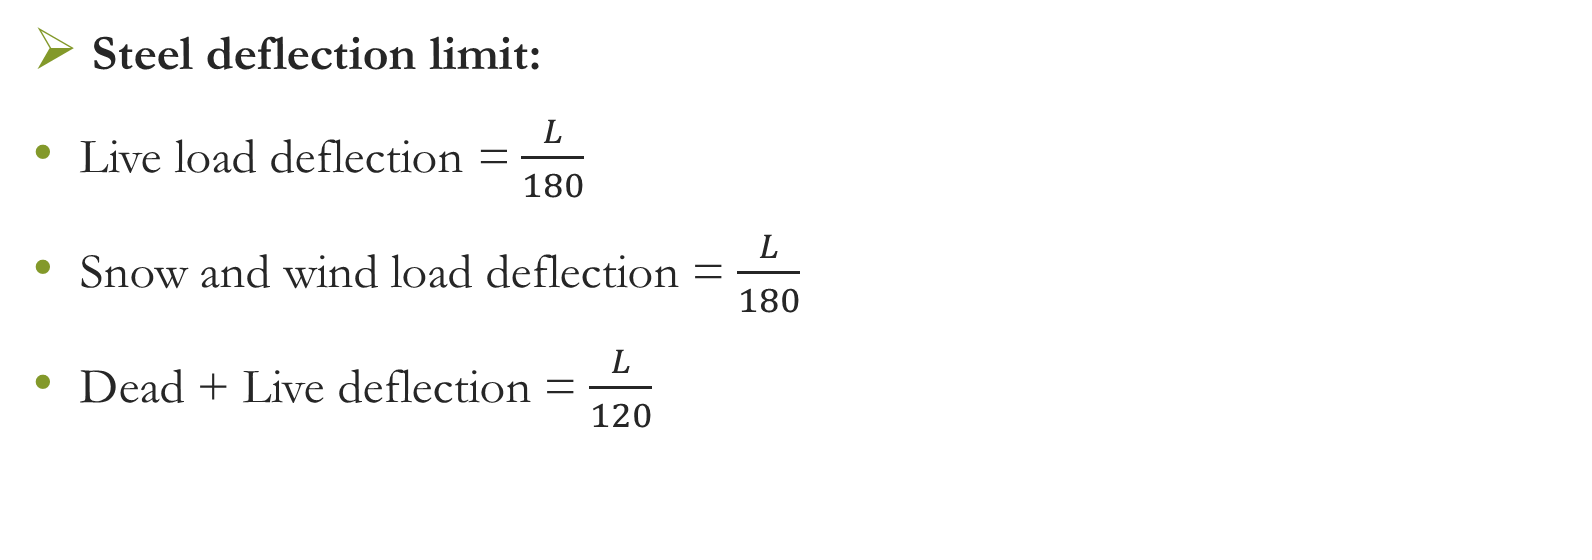 ➢ Steel deflection limit:
• Live load deflection = L/180
• Snow and wind load deflection = L/180
• Dead + Live deflection = L/120